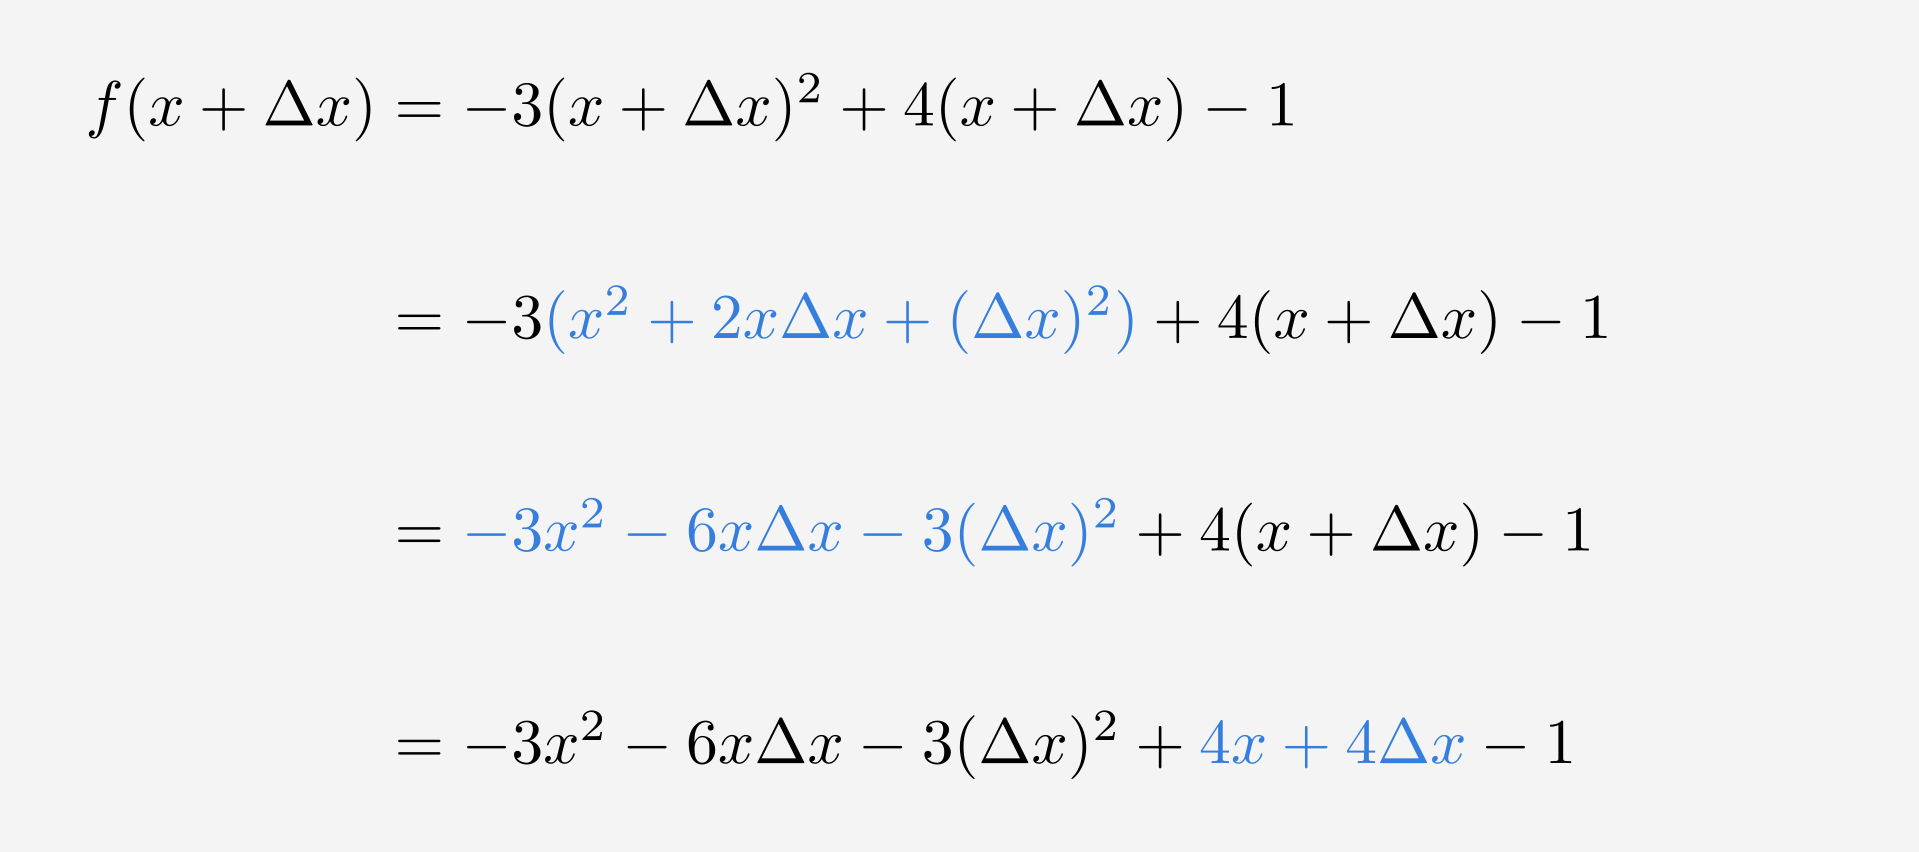 f(x + Δx) = −3(x + Δx)² + 4(x + Δx) − 1
= −3(x² + 2xΔx + (Δx)²) + 4(x + Δx) − 1
= −3x² − 6xΔx − 3(Δx)² + 4(x + Δx) − 1
= −3x² − 6xΔx − 3(Δx)² + 4x + 4Δx − 1